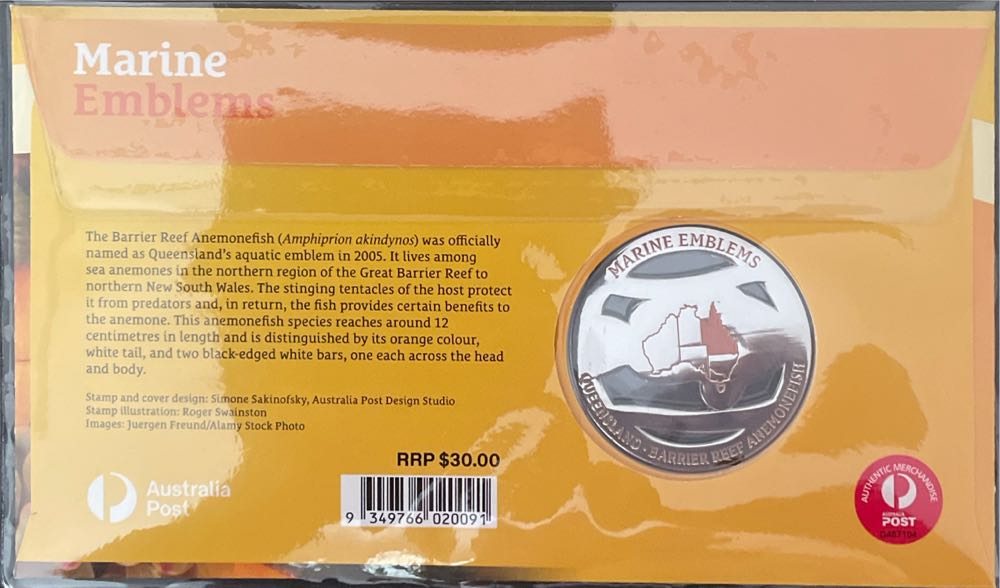 Marine
Emblems
The Barrier Reef Anemonefish (Amphiprion akindynos) was officially
named as Queensland's aquatic emblem in 2005. It lives among
sea anemones in the northern region of the Great Barrier Reef to
northern New South Wales. The stinging tentacles of the host protect
it from predators and, in return, the fish provides certain benefits to
the anemone. This anemonefish species reaches around 12
centimetres in length and is distinguished by its orange colour,
white tail, and two black-edged white bars, one each across the head
and body.
Stamp and cover design: Simone Sakinofsky, Australia Post Design Studio
Stamp illustration: Roger Swainston
Images: Juergen Freund/Alamy Stock Photo
RRP $30.00
Australia
Post
9 349766 020091
MARINE EMBLEMS
QUEENSLAND · BARRIER REEF ANEMONEFISH
AUTHENTIC MERCHANDISE
AUSTRALIA
POST